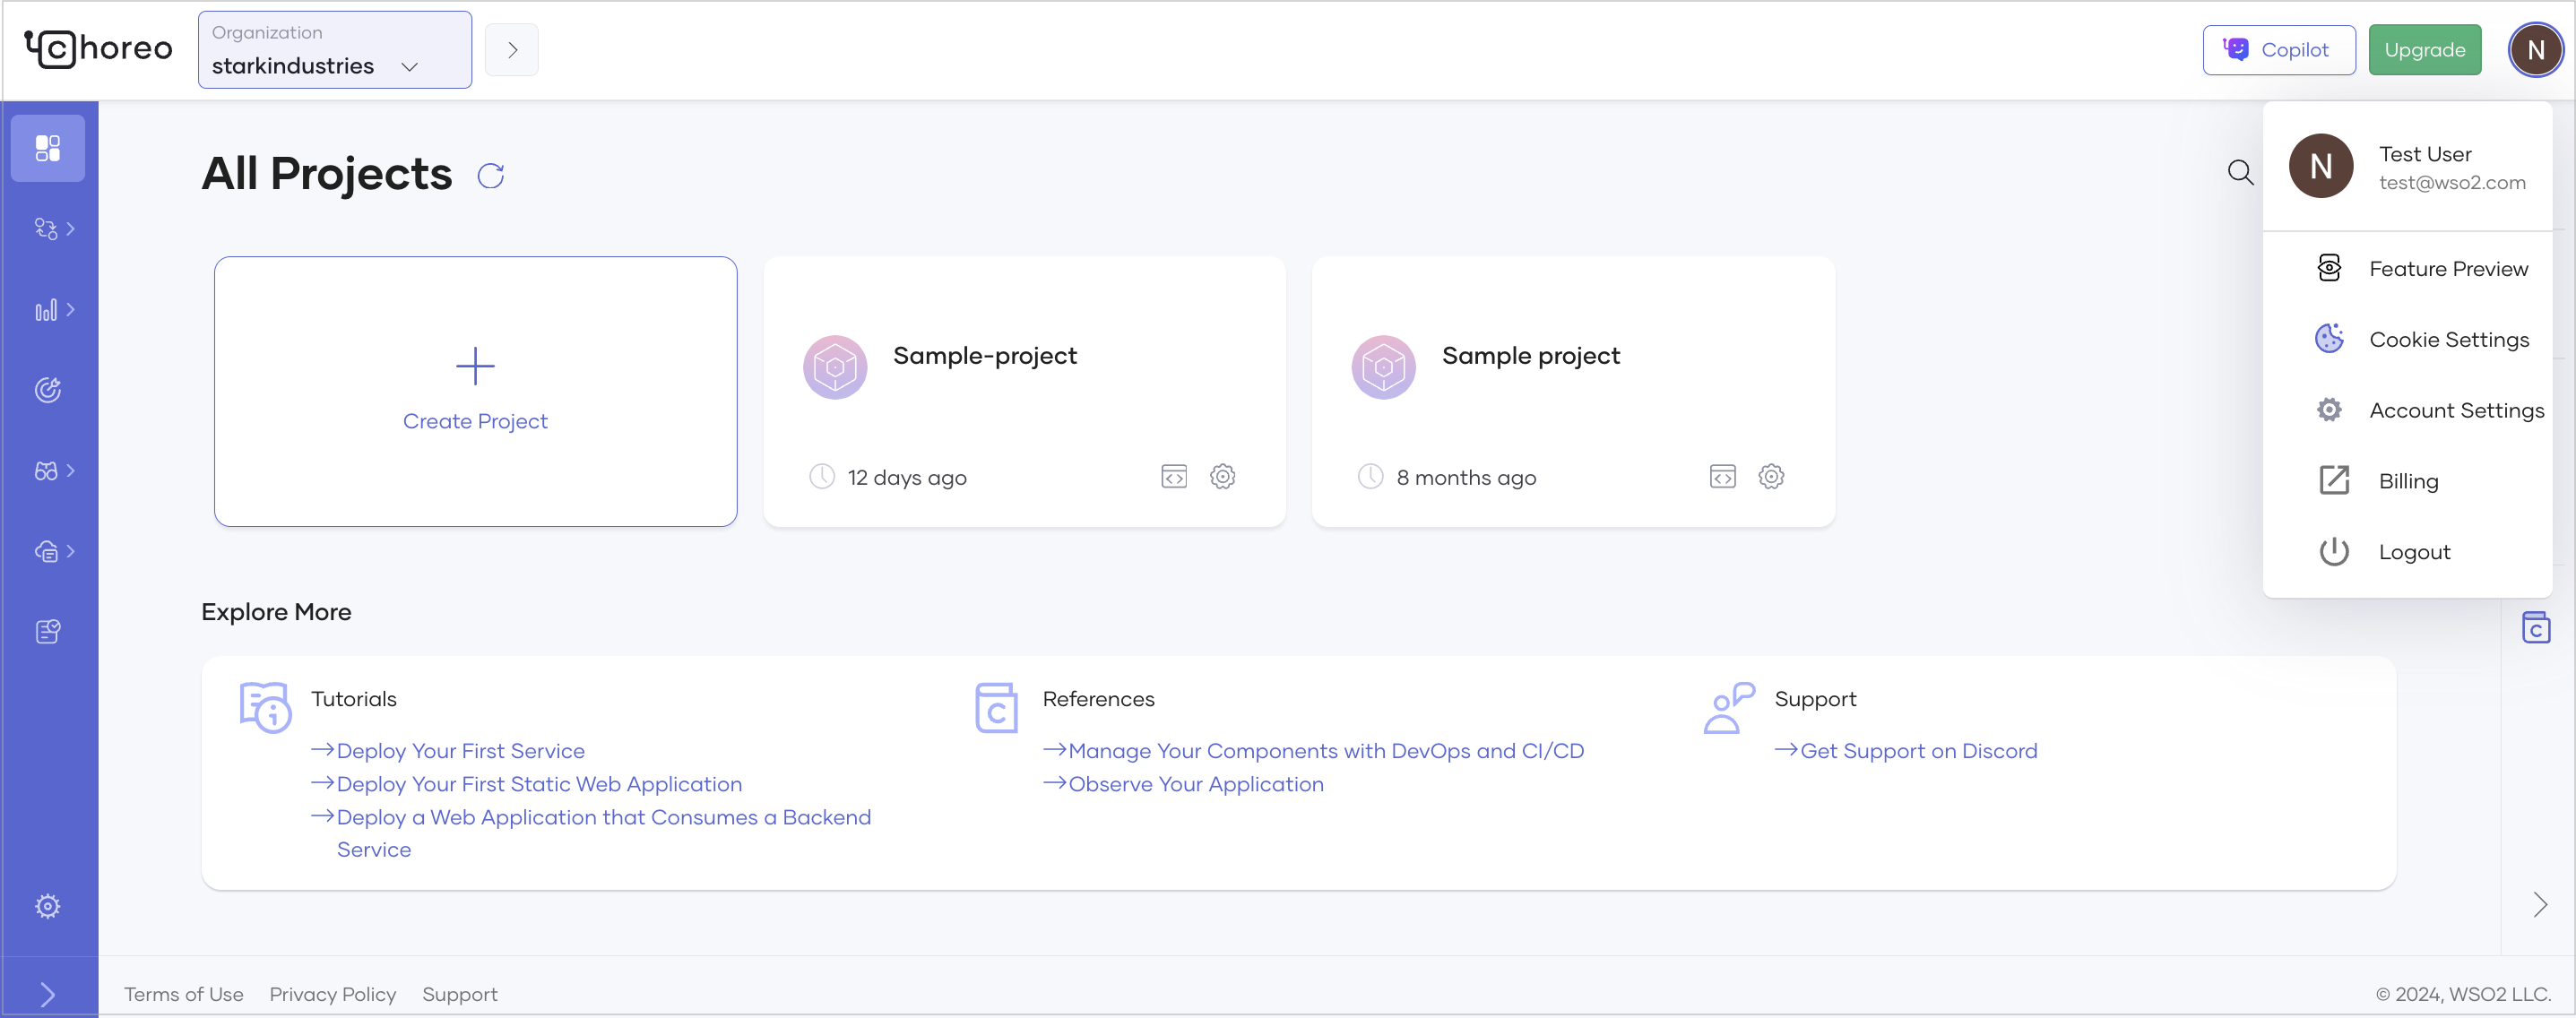 choreo
Organization
starkindustries
Copilot
Upgrade
N
All Projects
N
Test User
test@wso2.com
Feature Preview
Cookie Settings
Account Settings
Billing
Logout
Create Project
Sample-project
12 days ago
Sample project
8 months ago
Explore More
Tutorials
Deploy Your First Service
Deploy Your First Static Web Application
Deploy a Web Application that Consumes a Backend
Service
C
References
Manage Your Components with DevOps and CI/CD
Observe Your Application
Support
Get Support on Discord
C
Terms of Use
Privacy Policy
Support
© 2024, WSO2 LLC.